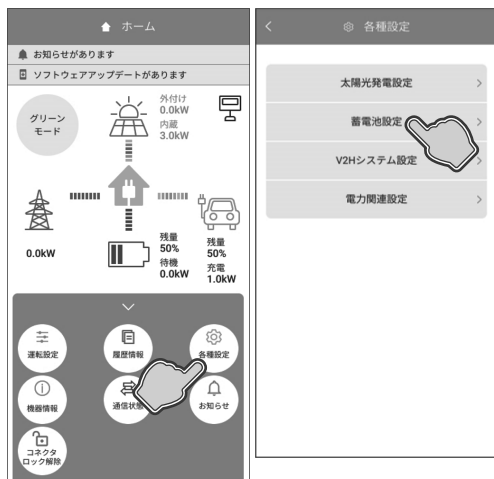 ホーム
お知らせがあります
ソフトウェアアップデートがあります
グリーン
モード
外付け
0.0kW
内蔵
3.0kW
0.0kW
残量
50%
待機
0.0kW
残量
50%
充電
1.0kW
運転設定
履歴情報
各種設定
機器情報
通信状態
お知らせ
コネクタ
ロック解除
各種設定
太陽光発電設定
蓄電池設定
V2Hシステム設定
電力関連設定